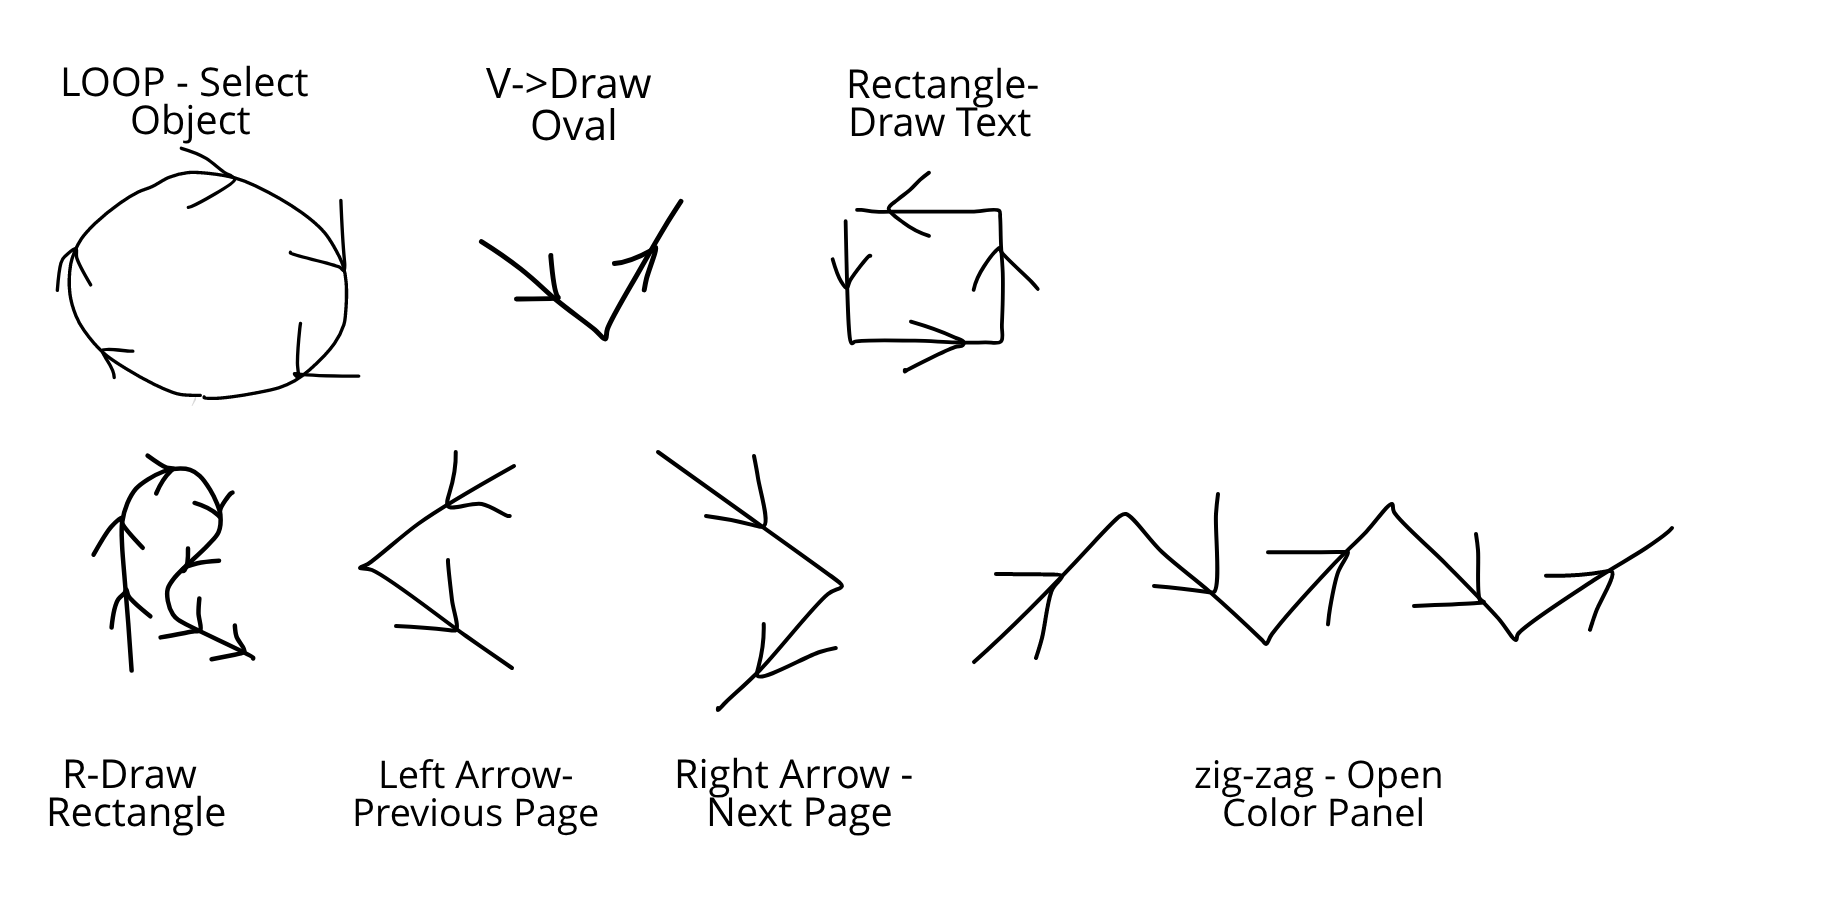 LOOP - Select
Object
V->Draw
Oval
Rectangle-
Draw Text
R-Draw
Rectangle
Left Arrow-
Previous Page
Right Arrow -
Next Page
zig-zag - Open
Color Panel